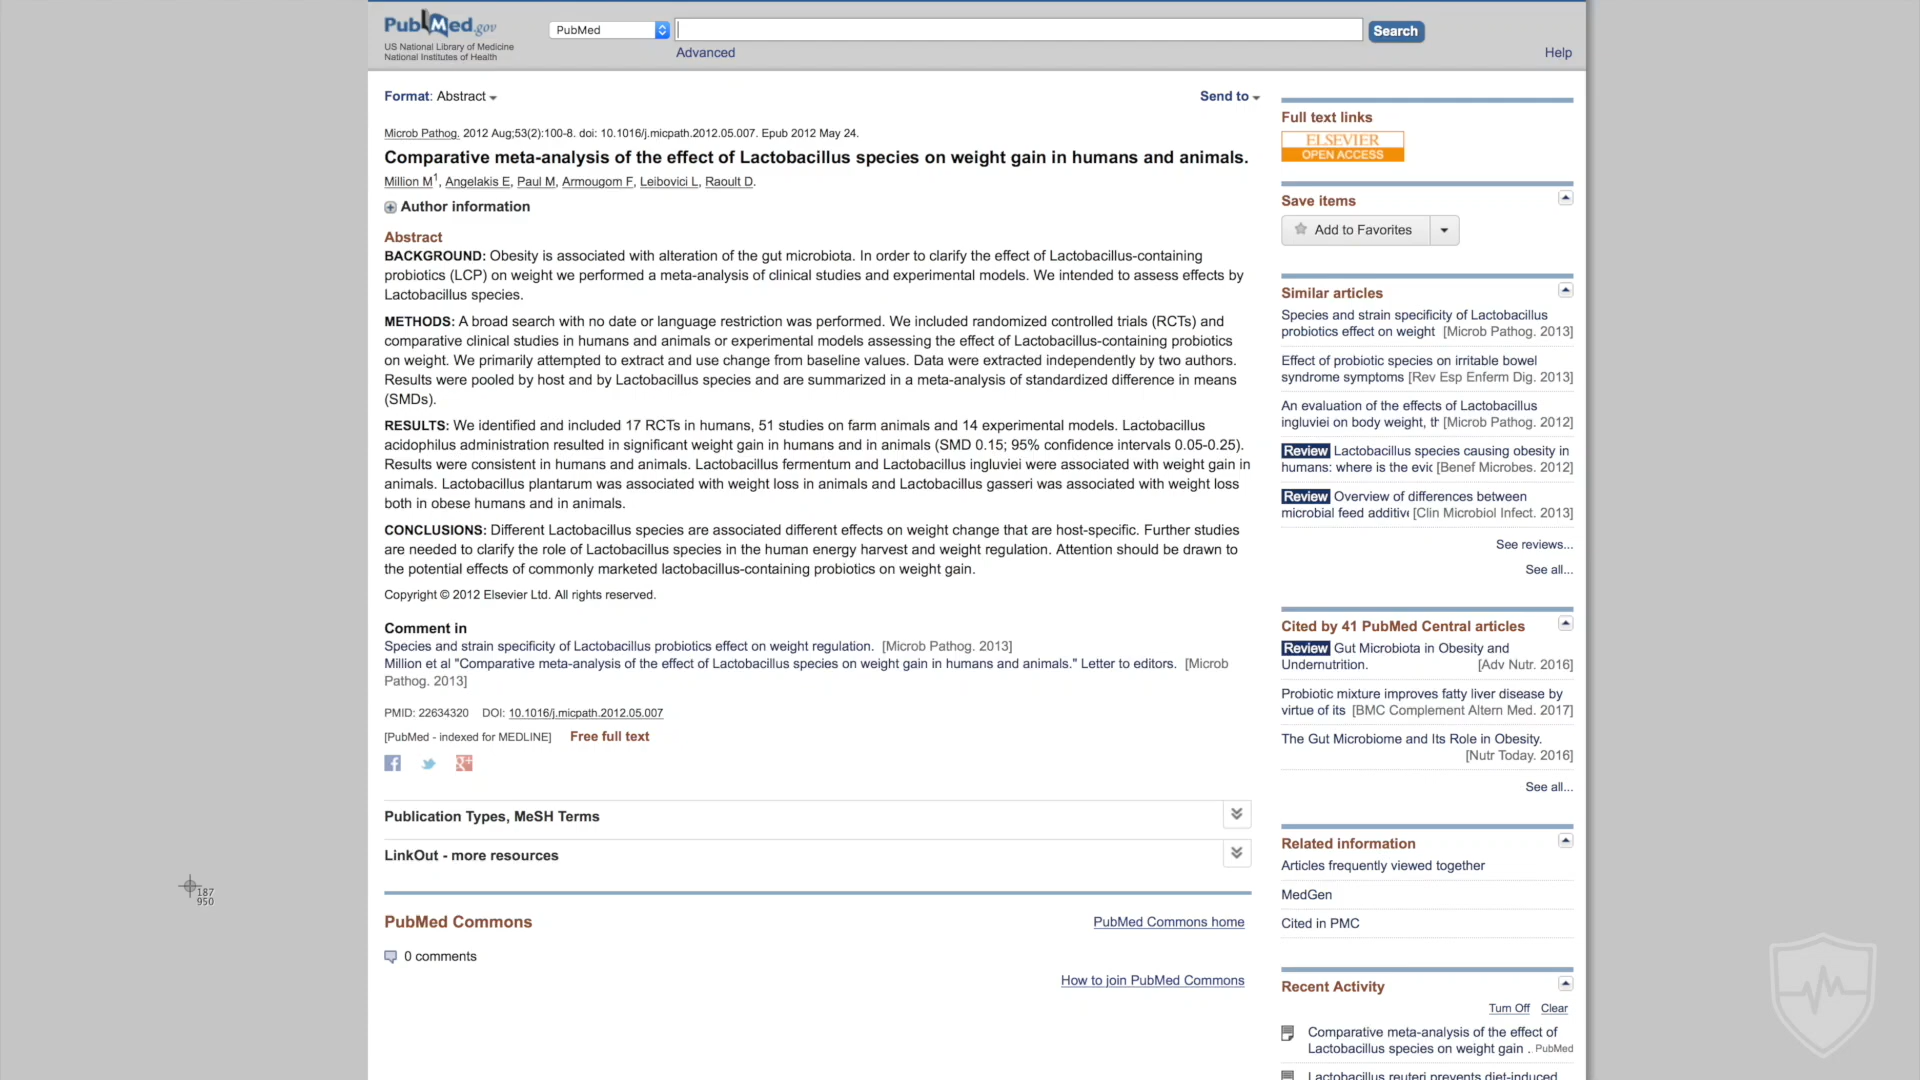 PubMed.gov
US National Library of Medicine
National Institutes of Health
PubMed
Search
Advanced
Help
Format: Abstract
Send to
Microb Pathog. 2012 Aug;53(2):100-8. doi: 10.1016/j.micpath.2012.05.007. Epub 2012 May 24.
Comparative meta-analysis of the effect of Lactobacillus species on weight gain in humans and animals.
Million M1, Angelakis E, Paul M, Armougom F, Leibovici L, Raoult D.
Author information
Abstract
BACKGROUND: Obesity is associated with alteration of the gut microbiota. In order to clarify the effect of Lactobacillus-containing
probiotics (LCP) on weight we performed a meta-analysis of clinical studies and experimental models. We intended to assess effects by
Lactobacillus species.
METHODS: A broad search with no date or language restriction was performed. We included randomized controlled trials (RCTs) and
comparative clinical studies in humans and animals or experimental models assessing the effect of Lactobacillus-containing probiotics
on weight. We primarily attempted to extract and use change from baseline values. Data were extracted independently by two authors.
Results were pooled by host and by Lactobacillus species and are summarized in a meta-analysis of standardized difference in means
(SMDs).
RESULTS: We identified and included 17 RCTs in humans, 51 studies on farm animals and 14 experimental models. Lactobacillus
acidophilus administration resulted in significant weight gain in humans and in animals (SMD 0.15; 95% confidence intervals 0.05-0.25).
Results were consistent in humans and animals. Lactobacillus fermentum and Lactobacillus ingluviei were associated with weight gain in
animals. Lactobacillus plantarum was associated with weight loss in animals and Lactobacillus gasseri was associated with weight loss
both in obese humans and in animals.
CONCLUSIONS: Different Lactobacillus species are associated different effects on weight change that are host-specific. Further studies
are needed to clarify the role of Lactobacillus species in the human energy harvest and weight regulation. Attention should be drawn to
the potential effects of commonly marketed lactobacillus-containing probiotics on weight gain.
Copyright © 2012 Elsevier Ltd. All rights reserved.
Comment in
Species and strain specificity of Lactobacillus probiotics effect on weight regulation. [Microb Pathog. 2013]
Million et al "Comparative meta-analysis of the effect of Lactobacillus species on weight gain in humans and animals." Letter to editors. [Microb
Pathog. 2013]
PMID: 22634320 DOI: 10.1016/j.micpath.2012.05.007
[PubMed - indexed for MEDLINE] Free full text
Publication Types, MeSH Terms
LinkOut - more resources
187
950
PubMed Commons
PubMed Commons home
0 comments
How to join PubMed Commons
Full text links
ELSEVIER
OPEN ACCESS
Save items
Add to Favorites
Similar articles
Species and strain specificity of Lactobacillus
probiotics effect on weight [Microb Pathog. 2013]
Effect of probiotic species on irritable bowel
syndrome symptoms [Rev Esp Enferm Dig. 2013]
An evaluation of the effects of Lactobacillus
ingluviei on body weight, th [Microb Pathog. 2012]
Review Lactobacillus species causing obesity in
humans: where is the evic [Benef Microbes. 2012]
Review Overview of differences between
microbial feed additive [Clin Microbiol Infect. 2013]
See reviews...
See all...
Cited by 41 PubMed Central articles
Review Gut Microbiota in Obesity and
Undernutrition. [Adv Nutr. 2016]
Probiotic mixture improves fatty liver disease by
virtue of its [BMC Complement Altern Med. 2017]
The Gut Microbiome and Its Role in Obesity.
[Nutr Today. 2016]
See all...
Related information
Articles frequently viewed together
MedGen
Cited in PMC
Recent Activity
Turn Off Clear
Comparative meta-analysis of the effect of
Lactobacillus species on weight gain . PubMed
Lactobacillus reuteri prevents diet-induced